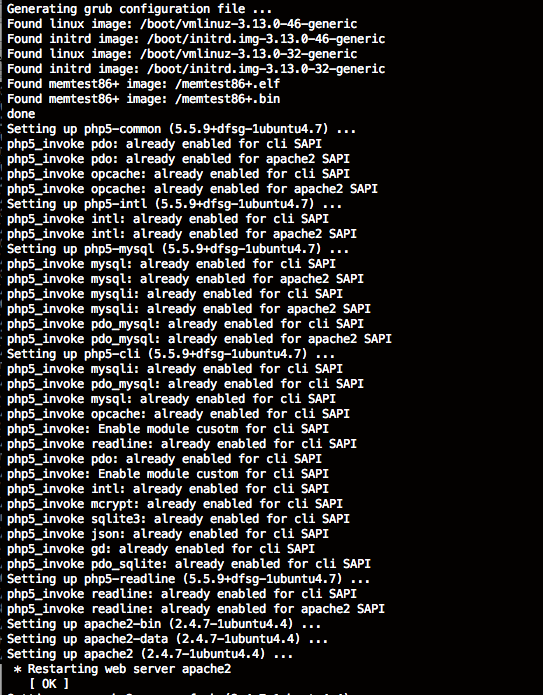 Generating grub configuration file ...
Found linux image: /boot/vmlinuz-3.13.0-46-generic
Found initrd image: /boot/initrd.img-3.13.0-46-generic
Found linux image: /boot/vmlinuz-3.13.0-32-generic
Found initrd image: /boot/initrd.img-3.13.0-32-generic
Found memtest86+ image: /memtest86+.elf
Found memtest86+ image: /memtest86+.bin
done
Setting up php5-common (5.5.9+dfsg-1ubuntu4.7) ...
php5_invoke pdo: already enabled for cli SAPI
php5_invoke pdo: already enabled for apache2 SAPI
php5_invoke opcache: already enabled for cli SAPI
php5_invoke opcache: already enabled for apache2 SAPI
Setting up php5-intl (5.5.9+dfsg-1ubuntu4.7) ...
php5_invoke intl: already enabled for cli SAPI
php5_invoke intl: already enabled for apache2 SAPI
Setting up php5-mysql (5.5.9+dfsg-1ubuntu4.7) ...
php5_invoke mysql: already enabled for cli SAPI
php5_invoke mysql: already enabled for apache2 SAPI
php5_invoke mysqli: already enabled for cli SAPI
php5_invoke mysqli: already enabled for apache2 SAPI
php5_invoke pdo_mysql: already enabled for cli SAPI
php5_invoke pdo_mysql: already enabled for apache2 SAPI
Setting up php5-cli (5.5.9+dfsg-1ubuntu4.7) ...
php5_invoke mysqli: already enabled for cli SAPI
php5_invoke pdo_mysql: already enabled for cli SAPI
php5_invoke mysql: already enabled for cli SAPI
php5_invoke opcache: already enabled for cli SAPI
php5_invoke: Enable module cusotm for cli SAPI
php5_invoke readline: already enabled for cli SAPI
php5_invoke pdo: already enabled for cli SAPI
php5_invoke: Enable module custom for cli SAPI
php5_invoke intl: already enabled for cli SAPI
php5_invoke mcrypt: already enabled for cli SAPI
php5_invoke sqlite3: already enabled for cli SAPI
php5_invoke json: already enabled for cli SAPI
php5_invoke gd: already enabled for cli SAPI
php5_invoke pdo_sqlite: already enabled for cli SAPI
Setting up php5-readline (5.5.9+dfsg-1ubuntu4.7) ...
php5_invoke readline: already enabled for cli SAPI
php5_invoke readline: already enabled for apache2 SAPI
Setting up apache2-bin (2.4.7-1ubuntu4.4) ...
Setting up apache2-data (2.4.7-1ubuntu4.4) ...
Setting up apache2 (2.4.7-1ubuntu4.4) ...
* Restarting web server apache2
[ OK ]